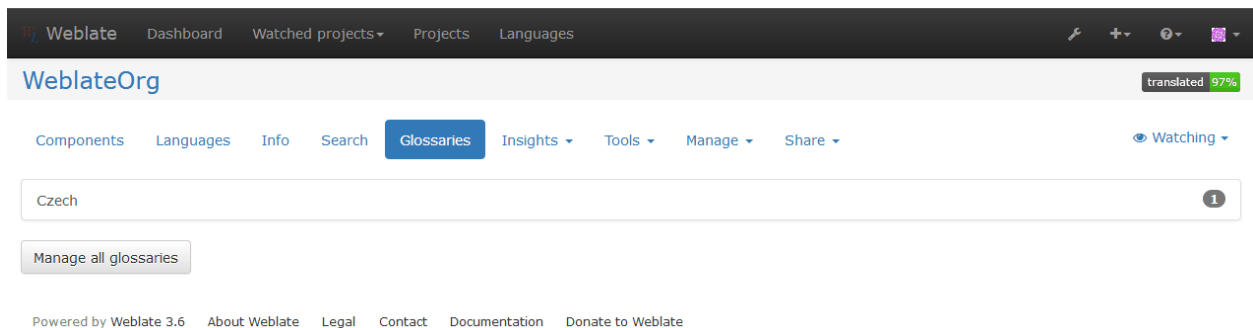 Weblate Dashboard Watched projects Projects Languages
WeblateOrg translated 97%
Components Languages Info Search Glossaries Insights Tools Manage Share Watching
Czech 1
Manage all glossaries
Powered by Weblate 3.6 About Weblate Legal Contact Documentation Donate to Weblate